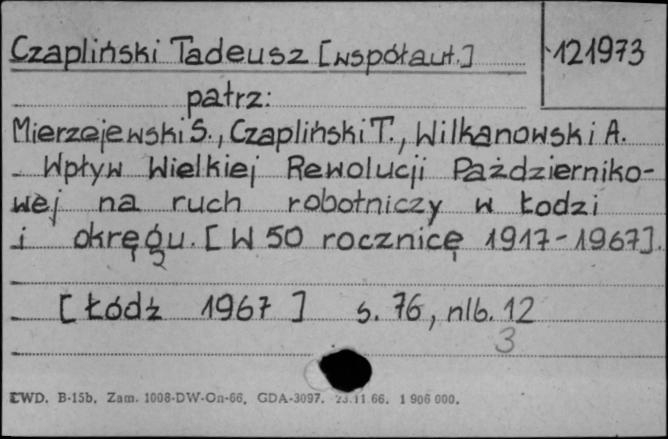 Czapliński Tadeusz [współaut.]
121973
patrz:
Mierzejewski S., Czapliński T., Wilkanowski A.
Wpływ Wielkiej Rewolucji Październiko-
wej na ruch robotniczy w Łodzi
i okręgu. [W 50 rocznicę 1917-1967].
[Łódź 1967] s. 76, nlb. 12
3
ŁWD. B-15b. Zam. 1008-DW-On-66. GDA-3097. 23.11 66. 1 906 000.